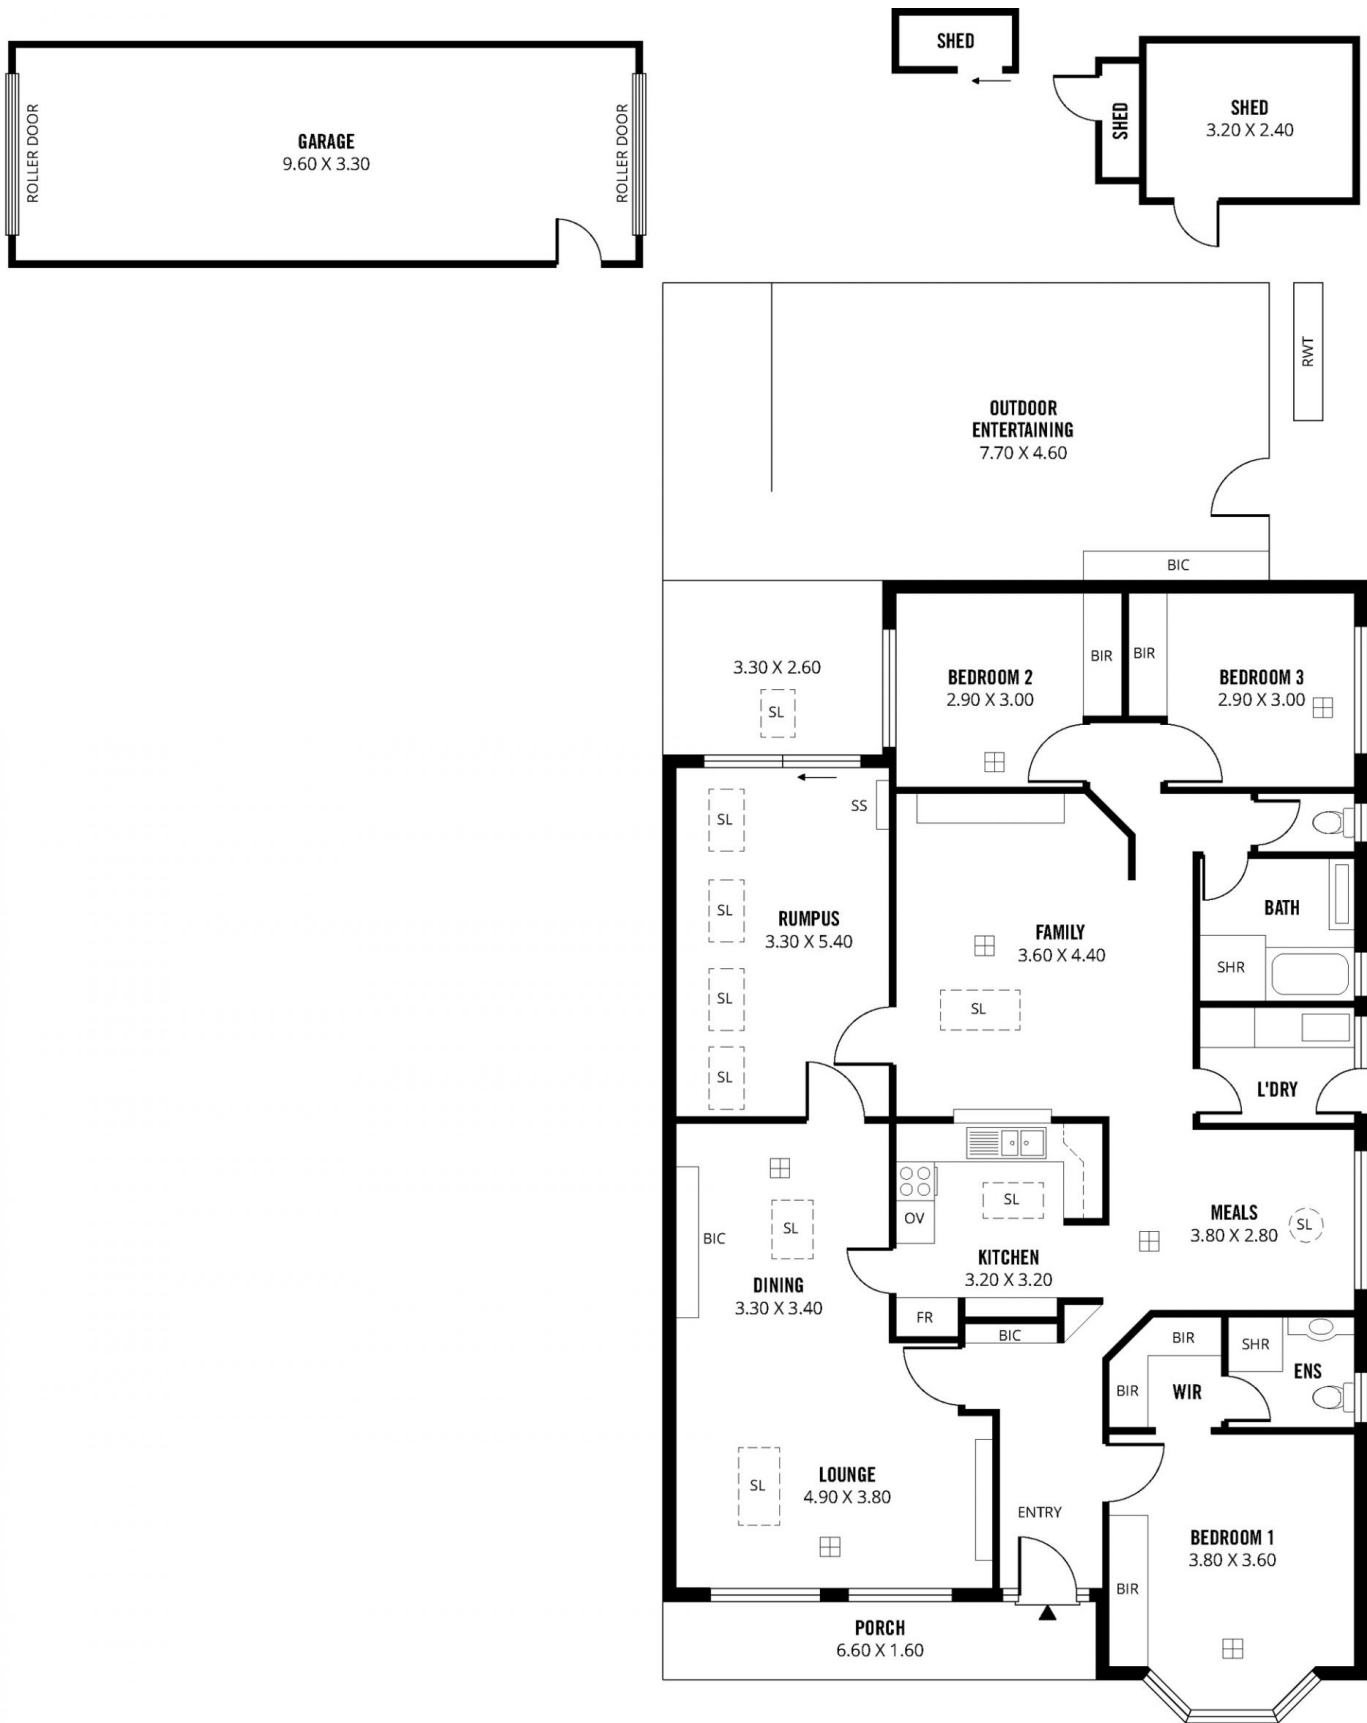 SHED
SHED
SHED
3.20 X 2.40
ROLLER DOOR
GARAGE
9.60 X 3.30
ROLLER DOOR
RWT
OUTDOOR
ENTERTAINING
7.70 X 4.60
BIC
3.30 X 2.60
SL
BEDROOM 2
2.90 X 3.00
BIR
BIR
BEDROOM 3
2.90 X 3.00
SS
SL
SL
RUMPUS
3.30 X 5.40
SL
SL
FAMILY
3.60 X 4.40
SL
BATH
SHR
L'DRY
BIC
SL
DINING
3.30 X 3.40
OV
SL
KITCHEN
3.20 X 3.20
FR
BIC
MEALS
3.80 X 2.80
SL
BIR
BIR
WIR
SHR
ENS
SL
LOUNGE
4.90 X 3.80
ENTRY
BEDROOM 1
3.80 X 3.60
BIR
PORCH
6.60 X 1.60